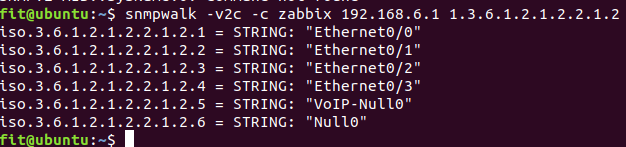 fit@ubuntu:~$ snmpwalk -v2c -c zabbix 192.168.6.1 1.3.6.1.2.1.2.2.1.2
iso.3.6.1.2.1.2.2.1.2.1 = STRING: "Ethernet0/0"
iso.3.6.1.2.1.2.2.1.2.2 = STRING: "Ethernet0/1"
iso.3.6.1.2.1.2.2.1.2.3 = STRING: "Ethernet0/2"
iso.3.6.1.2.1.2.2.1.2.4 = STRING: "Ethernet0/3"
iso.3.6.1.2.1.2.2.1.2.5 = STRING: "VoIP-Null0"
iso.3.6.1.2.1.2.2.1.2.6 = STRING: "Null0"
fit@ubuntu:~$